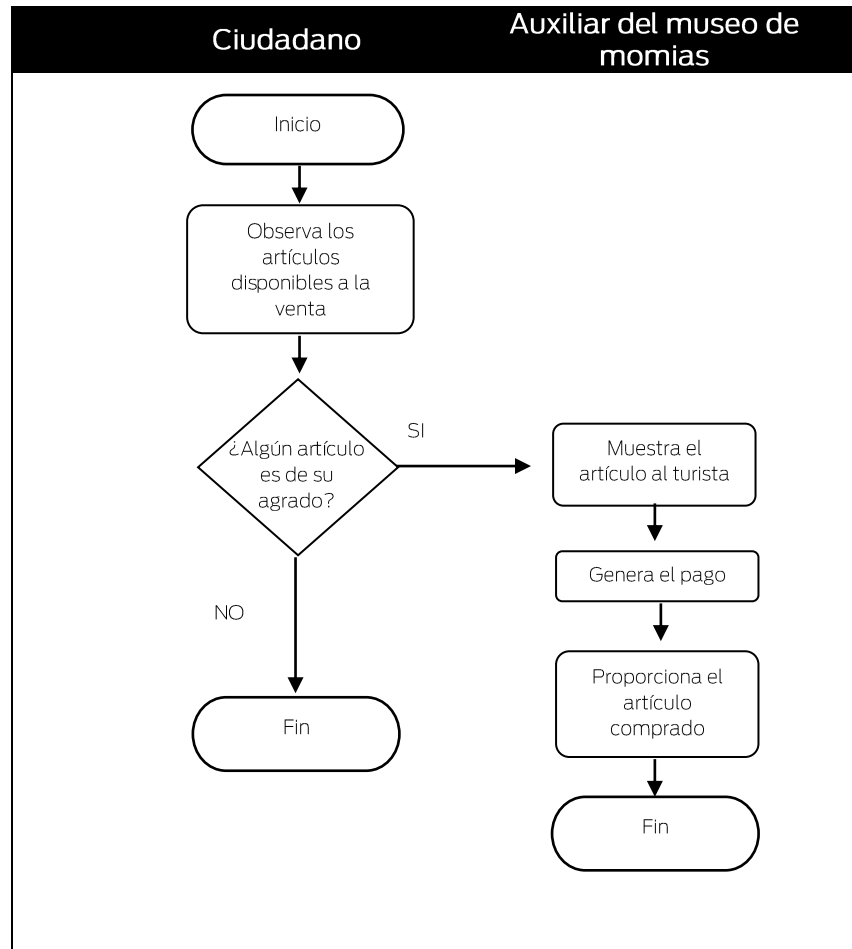 Ciudadano
Auxiliar del museo de
momias
Inicio
Observa los
artículos
disponibles a la
venta
¿Algún artículo
es de su
agrado?
SI
Muestra el
artículo al turista
Genera el pago
NO
Proporciona el
artículo
comprado
Fin
Fin